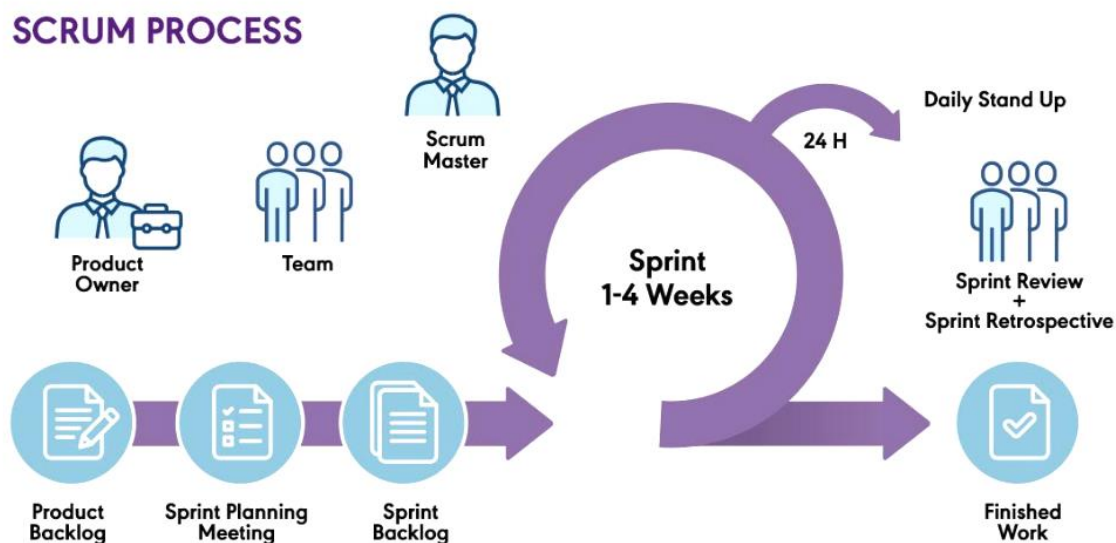 SCRUM PROCESS
Scrum
Master
Product
Owner
Team
Daily Stand Up
24 H
Sprint
1-4 Weeks
Sprint Review
+
Sprint Retrospective
Product
Backlog
Sprint Planning
Meeting
Sprint
Backlog
Finished
Work